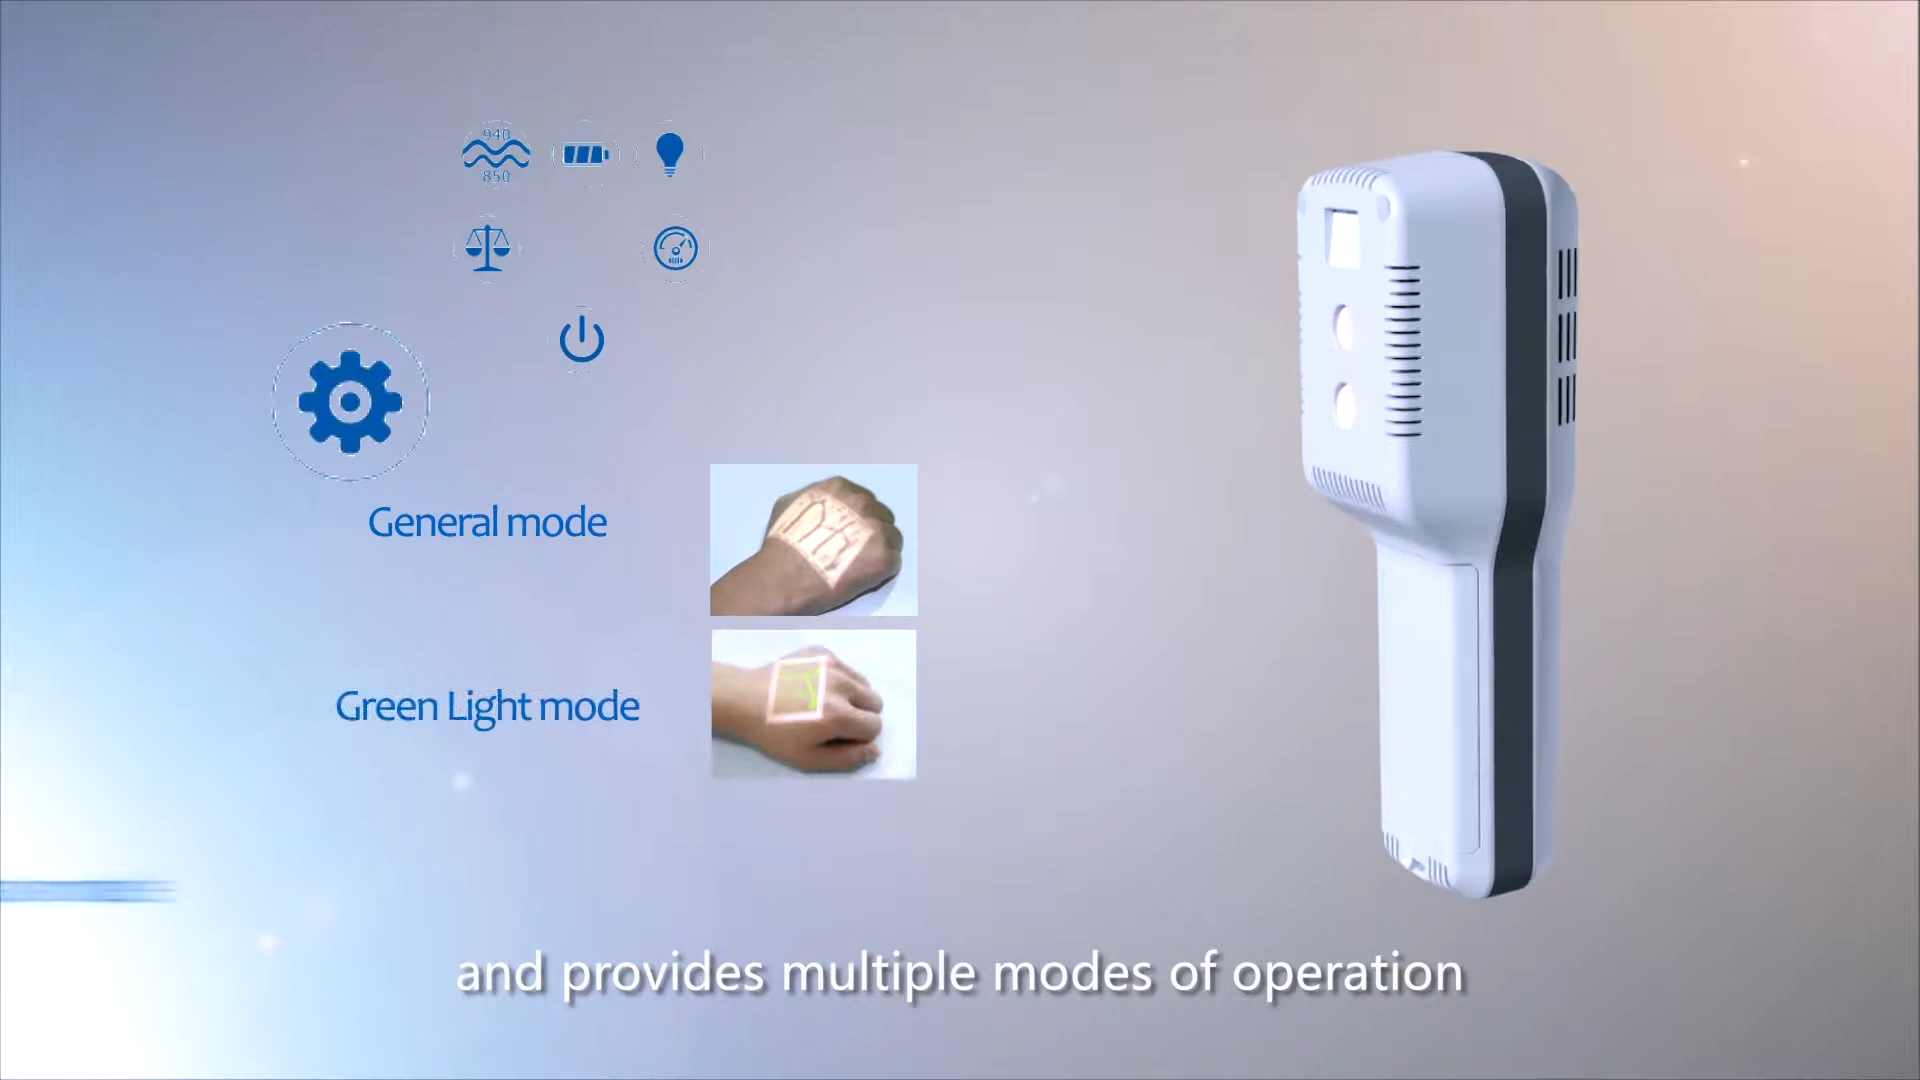 940
850
General mode
Green Light mode
and provides multiple modes of operation